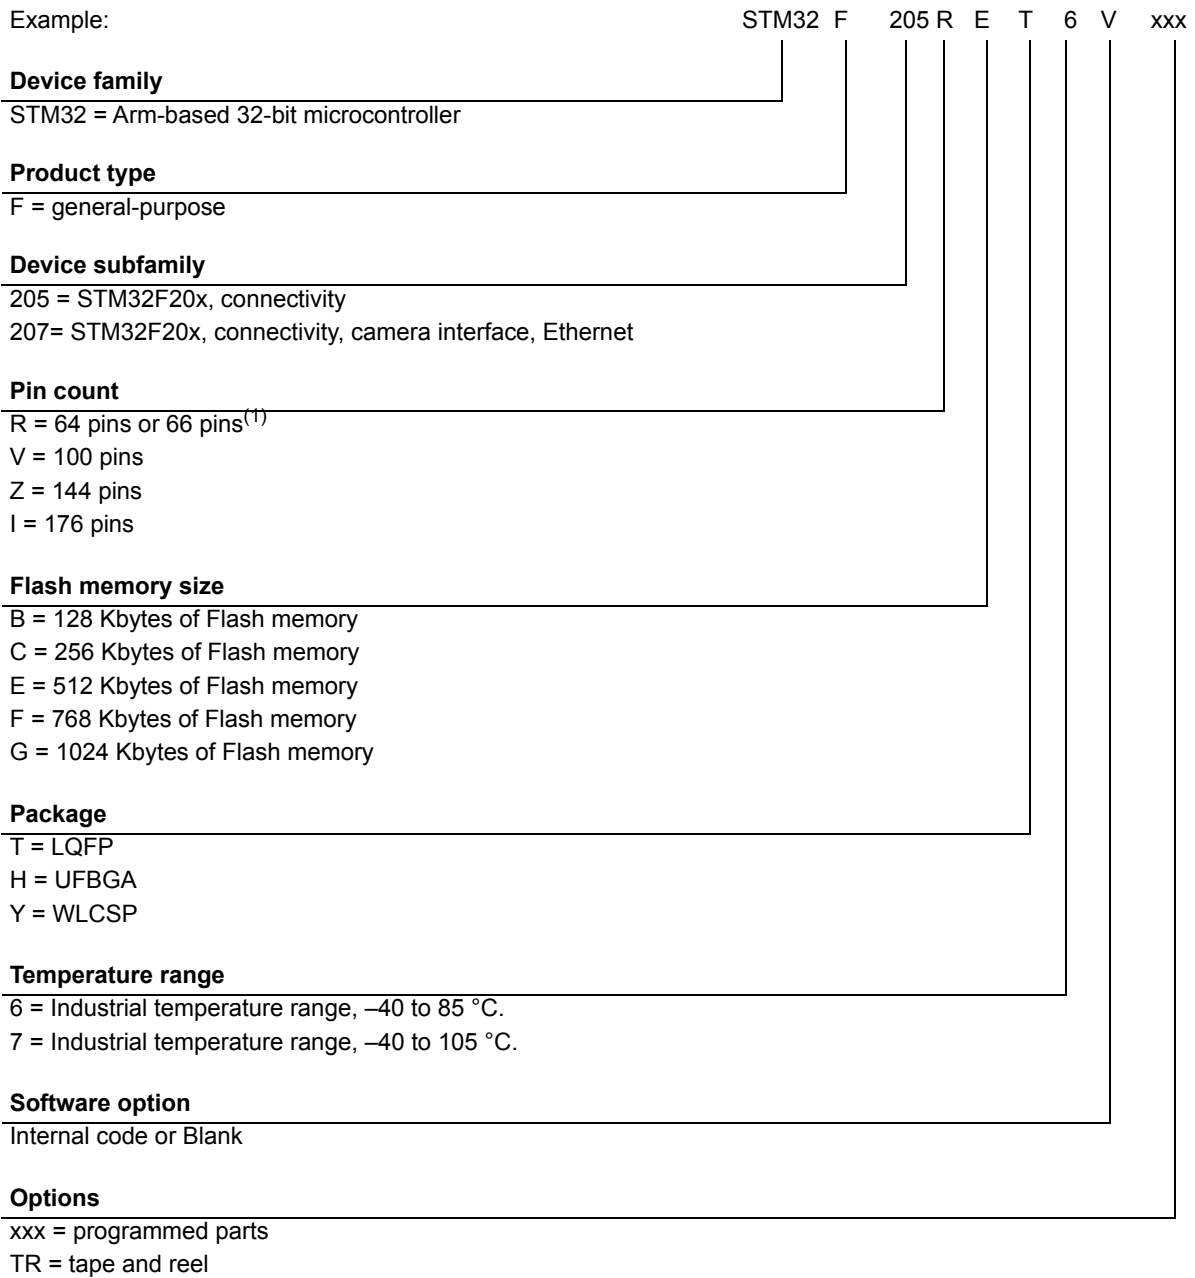 Example: STM32 F 205 R E T 6 V xxx
Device family
STM32 = Arm-based 32-bit microcontroller
Product type
F = general-purpose
Device subfamily
205 = STM32F20x, connectivity
207= STM32F20x, connectivity, camera interface, Ethernet
Pin count
R = 64 pins or 66 pins(1)
V = 100 pins
Z = 144 pins
I = 176 pins
Flash memory size
B = 128 Kbytes of Flash memory
C = 256 Kbytes of Flash memory
E = 512 Kbytes of Flash memory
F = 768 Kbytes of Flash memory
G = 1024 Kbytes of Flash memory
Package
T = LQFP
H = UFBGA
Y = WLCSP
Temperature range
6 = Industrial temperature range, –40 to 85 °C.
7 = Industrial temperature range, –40 to 105 °C.
Software option
Internal code or Blank
Options
xxx = programmed parts
TR = tape and reel